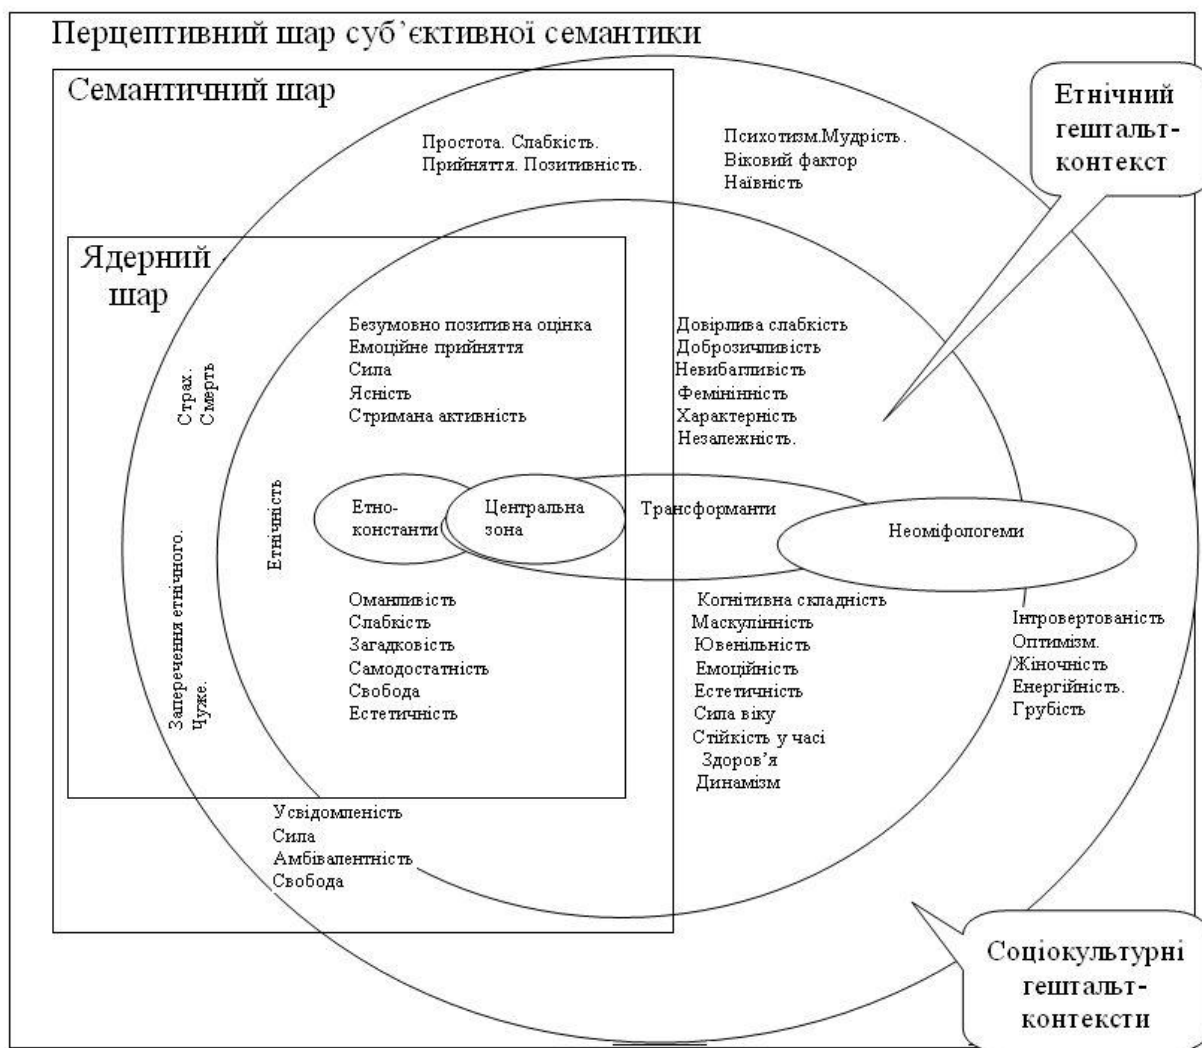 Перцептивний шар суб’єктивної семантики
Семантичний шар
Етнічний
гештальт-
контекст
Простота. Слабкість.
Прийняття. Позитивність.
Психотизм.Мудрість.
Віковий фактор
Наївність
Ядерний
шар
Безумовно позитивна оцінка
Емоційне прийняття
Сила
Ясність
Стримана активність
Довірлива слабкість
Доброзичливість
Невибагливість
Фемінінність
Характерність
Незалежність.
Страх.
Смерть
Етнічність
Етно-
константи
Центральна
зона
Трансформанти
Неоміфологеми
Заперечення етнічного.
Чуже.
Оманливість
Слабкість
Загадковість
Самодостатність
Свобода
Естетичність
Когнітивна складність
Маскулінність
Ювенільність
Емоційність
Естетичність
Сила віку
Стійкість у часі
Здоров’я
Динамізм
Інтровертованість
Оптимізм.
Жіночність
Енергійність.
Грубість
Усвідомленість
Сила
Амбівалентність
Свобода
Соціокультурні
гештальт-
контексти